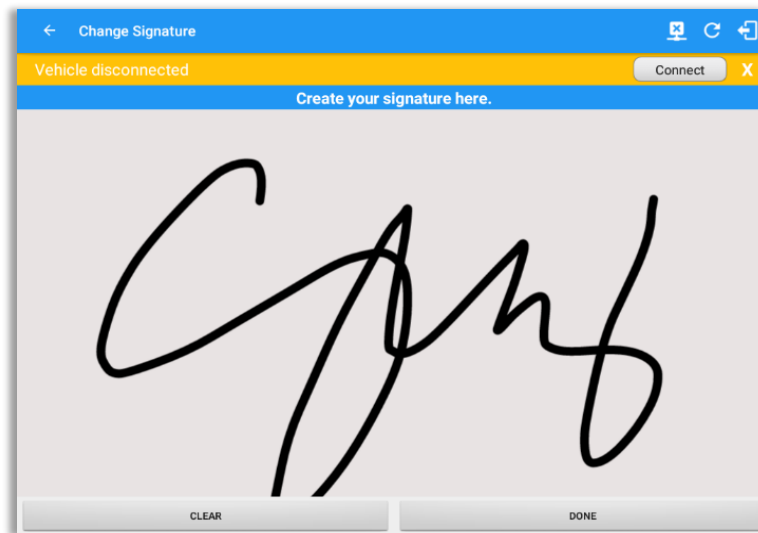 Change Signature
Vehicle disconnected
Connect
X
Create your signature here.
CLEAR
DONE